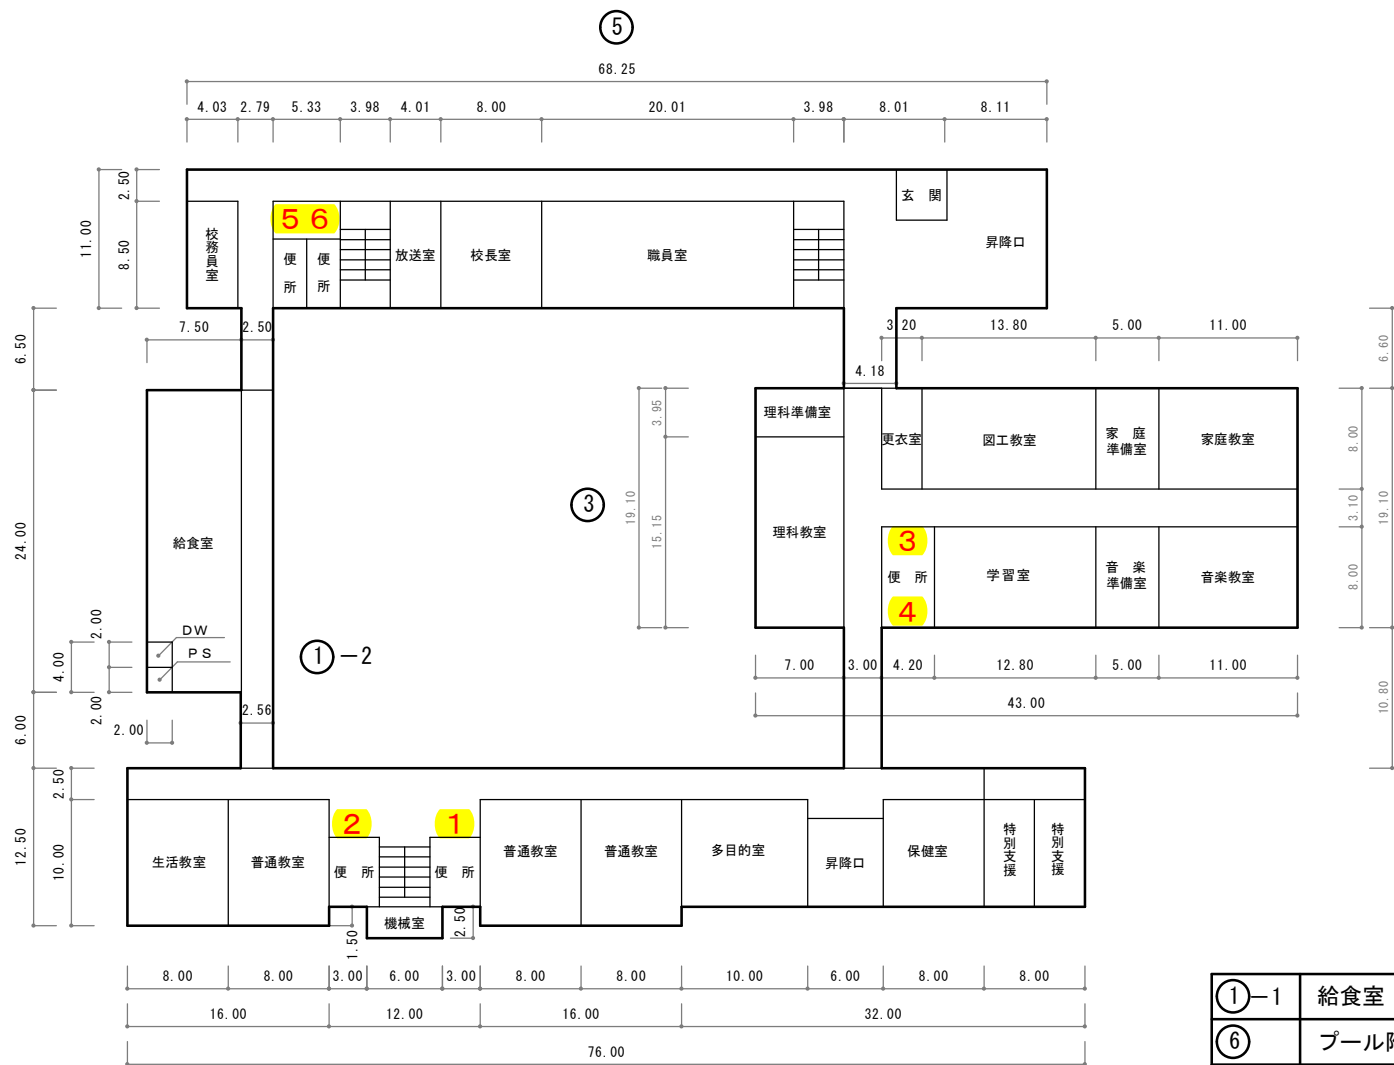 ⑤
68.25
4.03 2.79 5.33 3.98 4.01 8.00 20.01 3.98 8.01 8.11
2.50
11.00
8.50
校務員室
5 6
便所 便所
放送室
校長室
職員室
玄 関
昇降口
7.50 2.50
6.50
3.20 13.80 5.00 11.00
6.60
4.18
理科準備室
3.95
更衣室
図工教室
家 庭
準備室
家庭教室
8.00
24.00
③
19.10
15.15
理科教室
3.10
19.10
給食室
3
便 所
4
学習室
音 楽
準備室
音楽教室
8.00
2.00
DW
PS
4.00
①-2
2.00
2.00
7.00 3.00 4.20 12.80 5.00 11.00
43.00
10.80
6.00
2.56
2.50
12.50
10.00
生活教室
普通教室
2
便 所
1
便 所
普通教室
普通教室
多目的室
昇降口
保健室
特別支援
特別支援
機械室
1.50
2.50
8.00 8.00 3.00 6.00 3.00 8.00 8.00 10.00 6.00 8.00 8.00
16.00 12.00 16.00 32.00
76.00
①-1 給食室
⑥ プール